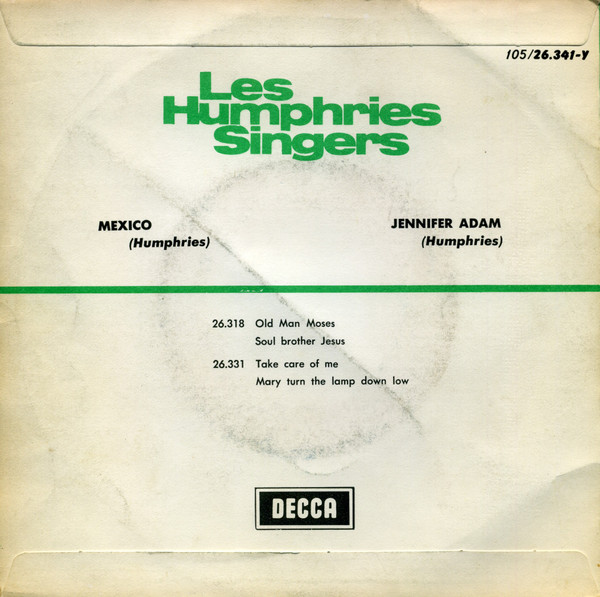 105/26.341-Y
Les
Humphries
Singers
MEXICO
(Humphries)
JENNIFER ADAM
(Humphries)
26.318 Old Man Moses
Soul brother Jesus
26.331 Take care of me
Mary turn the lamp down low
DECCA